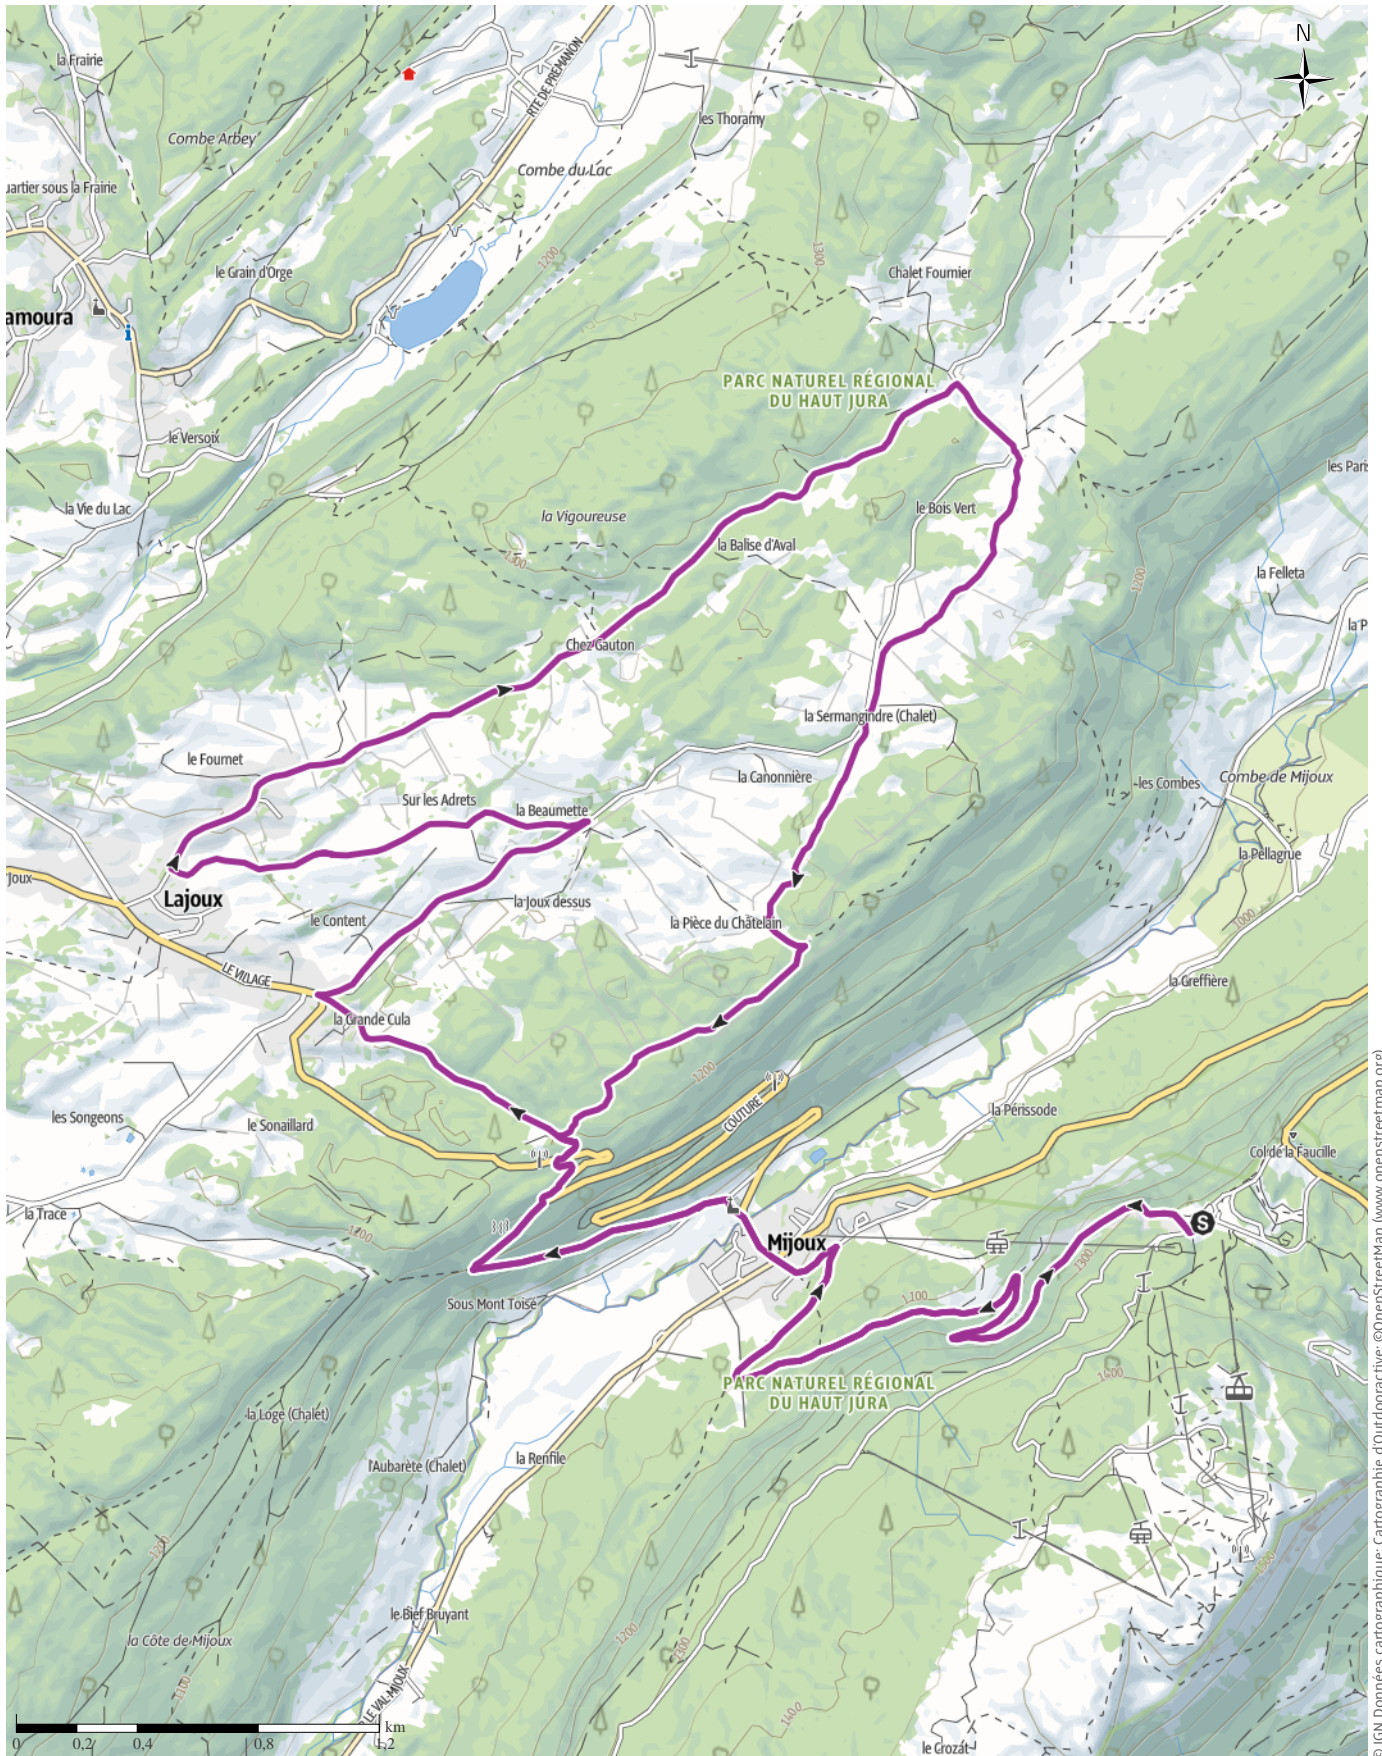 N
la Frairie
RTE DE PRÉMANON
les Thoramy
Combe Arbey
Combe du Lac
uartier sous la Frairie
1200
1300
le Grain d'Orge
Chalet Fournier
amoura
i
PARC NATUREL RÉGIONAL
DU HAUT JURA
le Versoix
les Paris
la Vie du Lac
la Vigoureuse
le Bois Vert
1300
la Balise d'Aval
la Felleta
1200
la P
Chez Gauton
la Sermangindre (Chalet)
le Fournet
la Canonnière
les Combes
Combe de Mijoux
Sur les Adrets
la Beaumette
la Pellagrue
Joux
Lajoux
le Content
la Joux dessus
la Pièce du Châtelain
1000
LE VILLAGE
la Greffière
la Grande Cula
1200
COUTURE
les Songeons
le Sonaillard
la Périssode
Col de la Faucille
la Trace
1200
S
Mijoux
1300
Sous Mont Toisé
1100
PARC NATUREL RÉGIONAL
DU HAUT JURA
1400
la Loge (Chalet)
l'Aubarète (Chalet)
la Renfile
1200
1500
le Bief Bruyant
la Côte de Mijoux
1200
1300
1100
LE VAL MIJOUX
1400
le Crozat
km
0
0,2
0,4
0,8
1,2
© IGN Données cartographique: Cartographie d'Outdooractive; ©OpenStreetMap (www.openstreetmap.org)